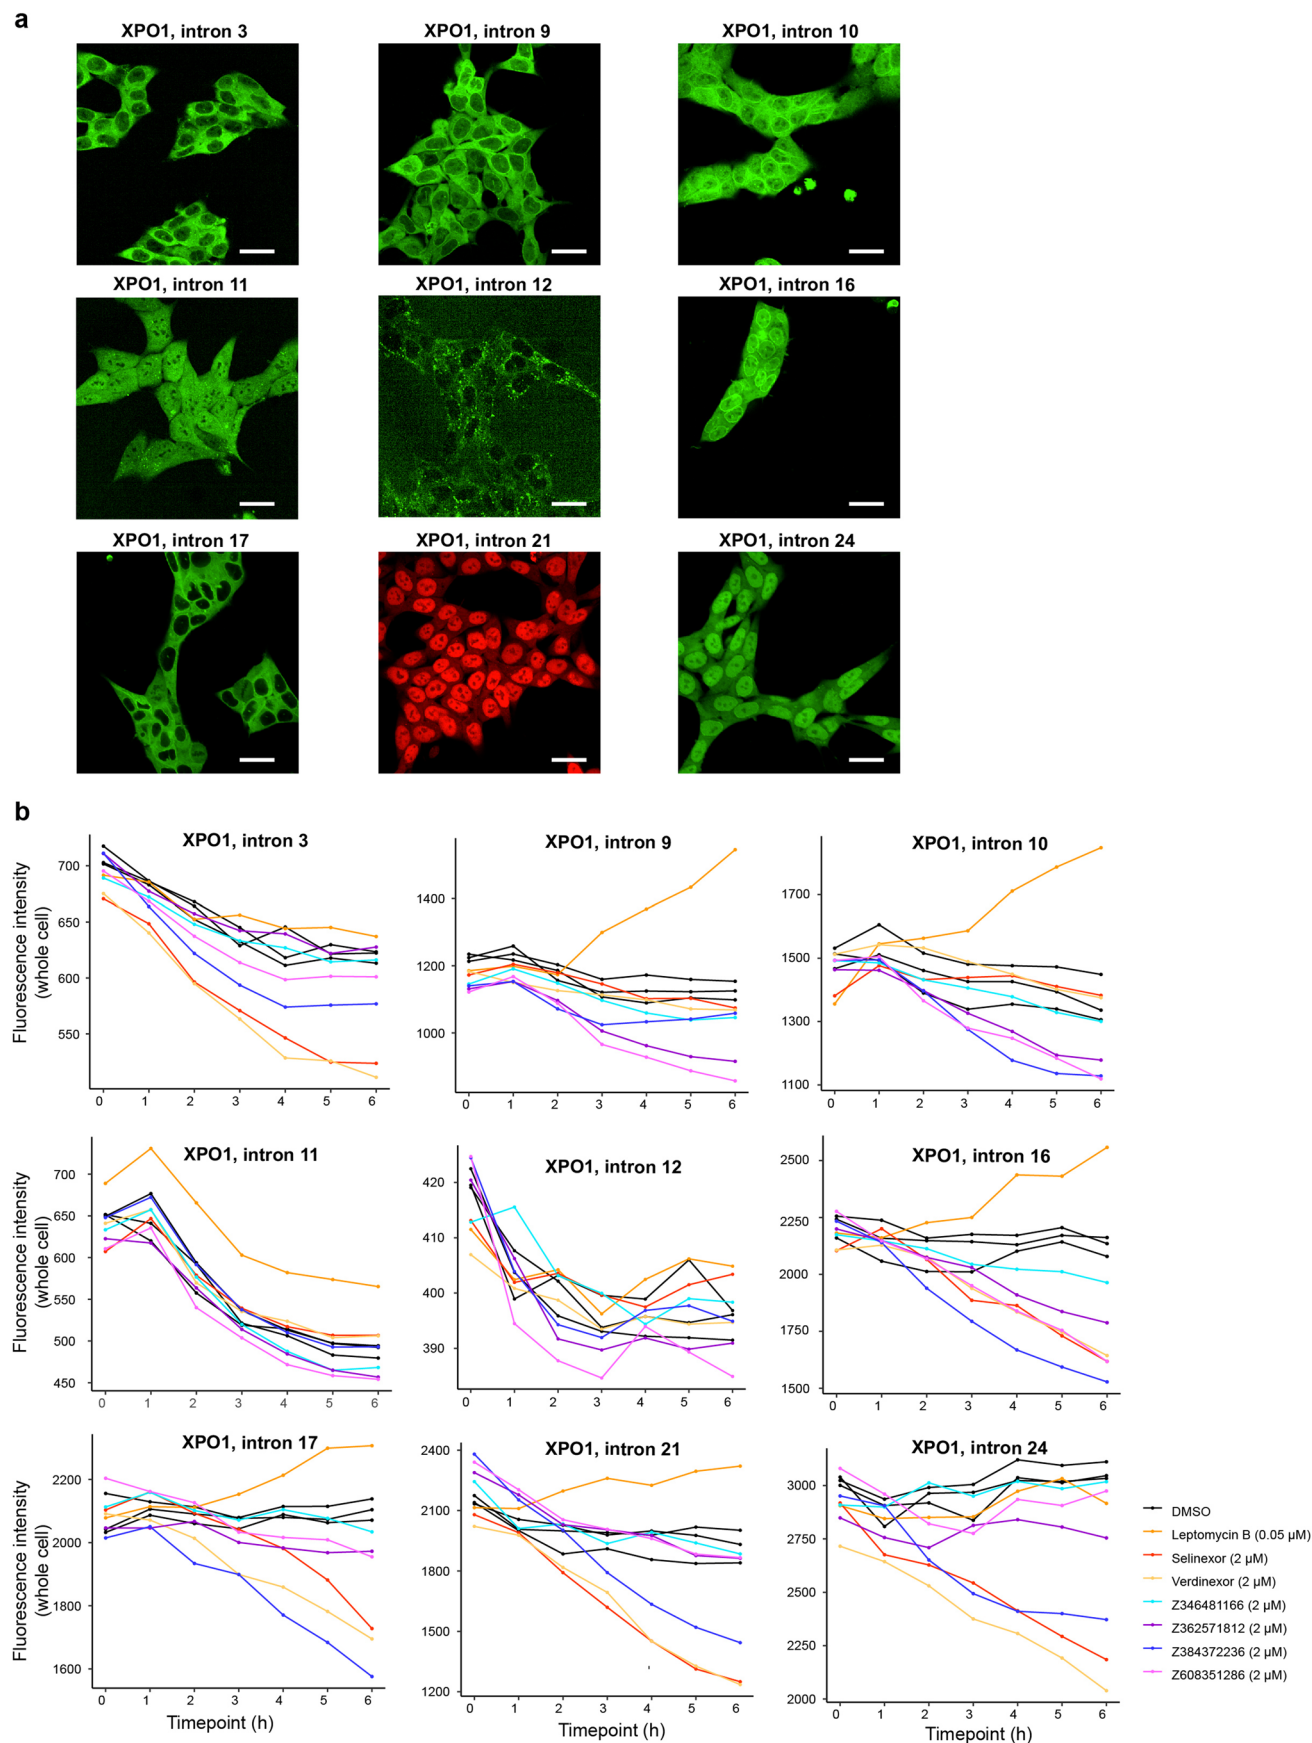 a
XPO1, intron 3
XPO1, intron 9
XPO1, intron 10
XPO1, intron 11
XPO1, intron 12
XPO1, intron 16
XPO1, intron 17
XPO1, intron 21
XPO1, intron 24
b
XPO1, intron 3
Fluorescence intensity
(whole cell)
700
650
600
550
0 1 2 3 4 5 6
XPO1, intron 9
1400
1200
1000
0 1 2 3 4 5 6
XPO1, intron 10
1700
1500
1300
1100
0 1 2 3 4 5 6
XPO1, intron 11
Fluorescence intensity
(whole cell)
700
650
600
550
500
450
0 1 2 3 4 5 6
XPO1, intron 12
420
410
400
390
0 1 2 3 4 5 6
XPO1, intron 16
2500
2250
2000
1750
1500
0 1 2 3 4 5 6
XPO1, intron 17
Fluorescence intensity
(whole cell)
2200
2000
1800
1600
0 1 2 3 4 5 6
Timepoint (h)
XPO1, intron 21
2400
2100
1800
1500
1200
0 1 2 3 4 5 6
Timepoint (h)
XPO1, intron 24
3000
2750
2500
2250
2000
0 1 2 3 4 5 6
Timepoint (h)
DMSO
Leptomycin B (0.05 µM)
Selinexor (2 µM)
Verdinexor (2 µM)
Z346481166 (2 µM)
Z362571812 (2 µM)
Z384372236 (2 µM)
Z608351286 (2 µM)